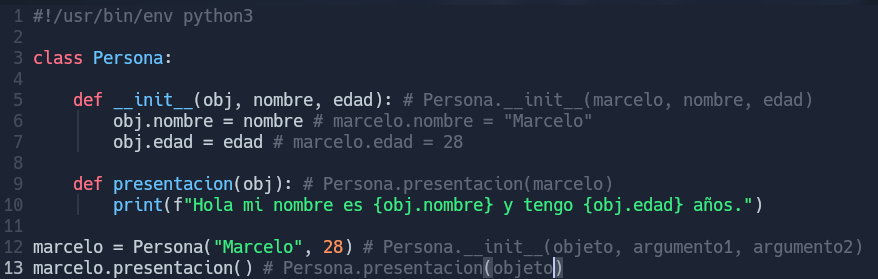 1 #!/usr/bin/env python3
2
3 class Persona:
4
5     def __init__(obj, nombre, edad): # Persona.__init__(marcelo, nombre, edad)
6         obj.nombre = nombre # marcelo.nombre = "Marcelo"
7         obj.edad = edad # marcelo.edad = 28
8
9     def presentacion(obj): # Persona.presentacion(marcelo)
10         print(f"Hola mi nombre es {obj.nombre} y tengo {obj.edad} años.")
11
12 marcelo = Persona("Marcelo", 28) # Persona.__init__(objeto, argumento1, argumento2)
13 marcelo.presentacion() # Persona.presentacion(objeto)